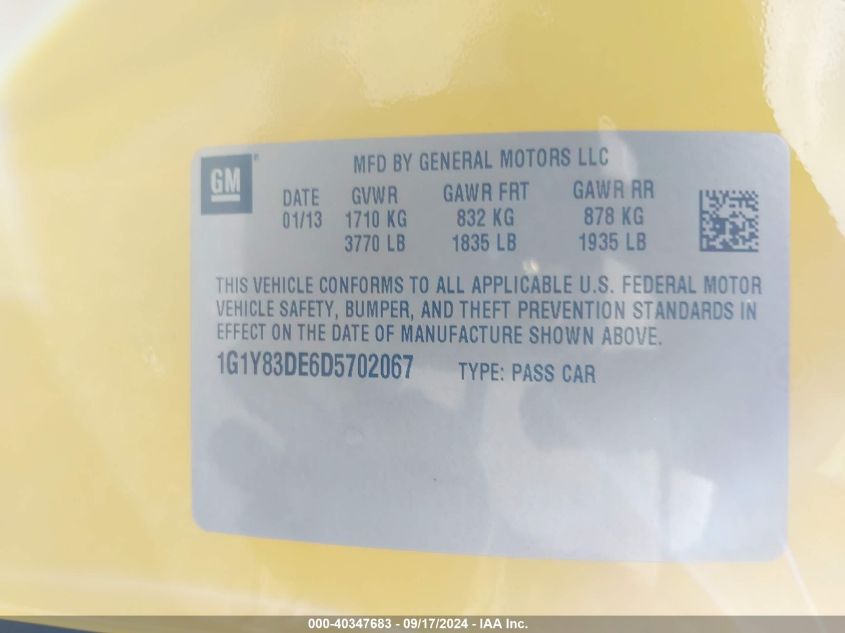 MFD BY GENERAL MOTORS LLC
GM ®
DATE GVWR GAWR FRT GAWR RR
01/13 1710 KG 832 KG 878 KG
3770 LB 1835 LB 1935 LB
THIS VEHICLE CONFORMS TO ALL APPLICABLE U.S. FEDERAL MOTOR
VEHICLE SAFETY, BUMPER, AND THEFT PREVENTION STANDARDS IN
EFFECT ON THE DATE OF MANUFACTURE SHOWN ABOVE.
1G1Y83DE6D5702067 TYPE: PASS CAR
000-40347683 - 09/17/2024 - IAA Inc.